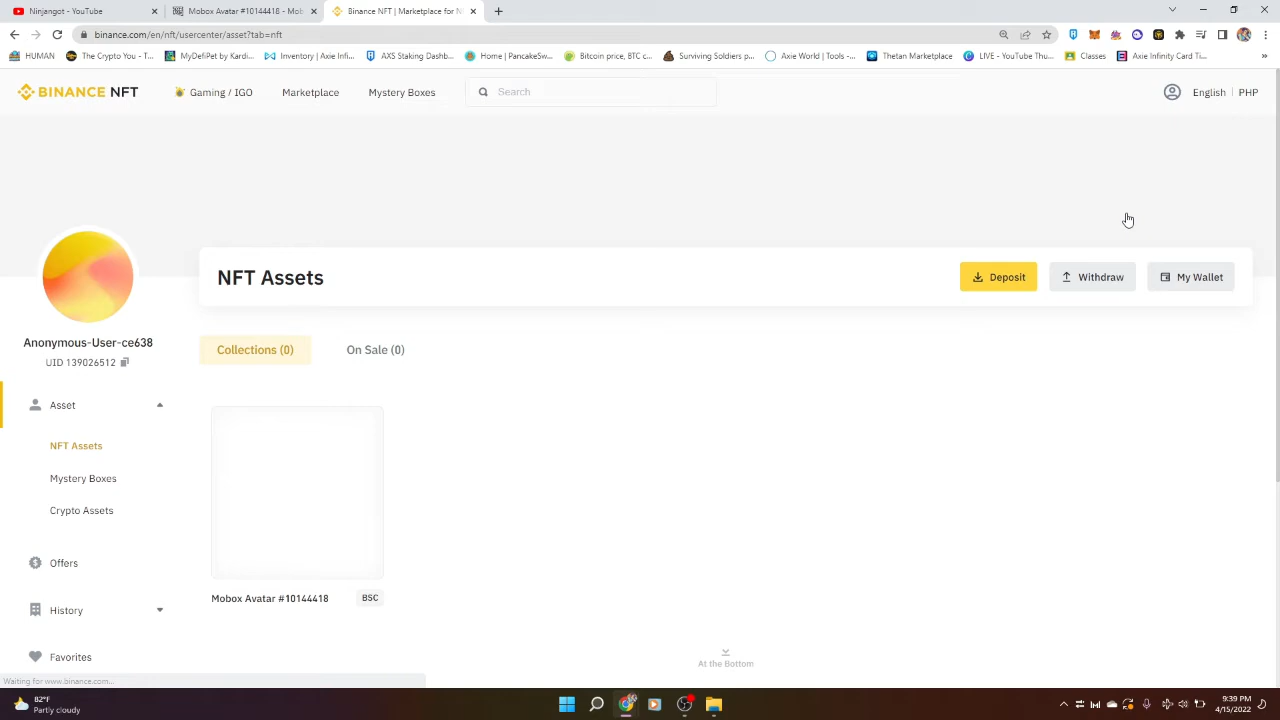 Ninjangot - YouTube
Mobox Avatar #10144418 - Mob
Binance NFT | Marketplace for N
binance.com/en/nft/usercenter/asset?tab=nft
HUMAN
The Crypto You - T...
MyDefiPet by Kardi...
Inventory | Axie Infi...
AXS Staking Dashb...
Home | PancakeSw...
Bitcoin price, BTC c...
Surviving Soldiers p...
Axie World | Tools -...
Thetan Marketplace
LIVE - YouTube Thu...
Classes
Axie Infinity Card Ti...
»
BINANCE NFT
Gaming / IGO
Marketplace
Mystery Boxes
Search
English | PHP
NFT Assets
Deposit
Withdraw
My Wallet
Anonymous-User-ce638
UID 139026512
Collections (0)
On Sale (0)
Asset
NFT Assets
Mystery Boxes
Crypto Assets
Offers
History
Favorites
Mobox Avatar #10144418
BSC
At the Bottom
Waiting for www.binance.com...
82°F
Partly cloudy
9:39 PM
4/15/2022